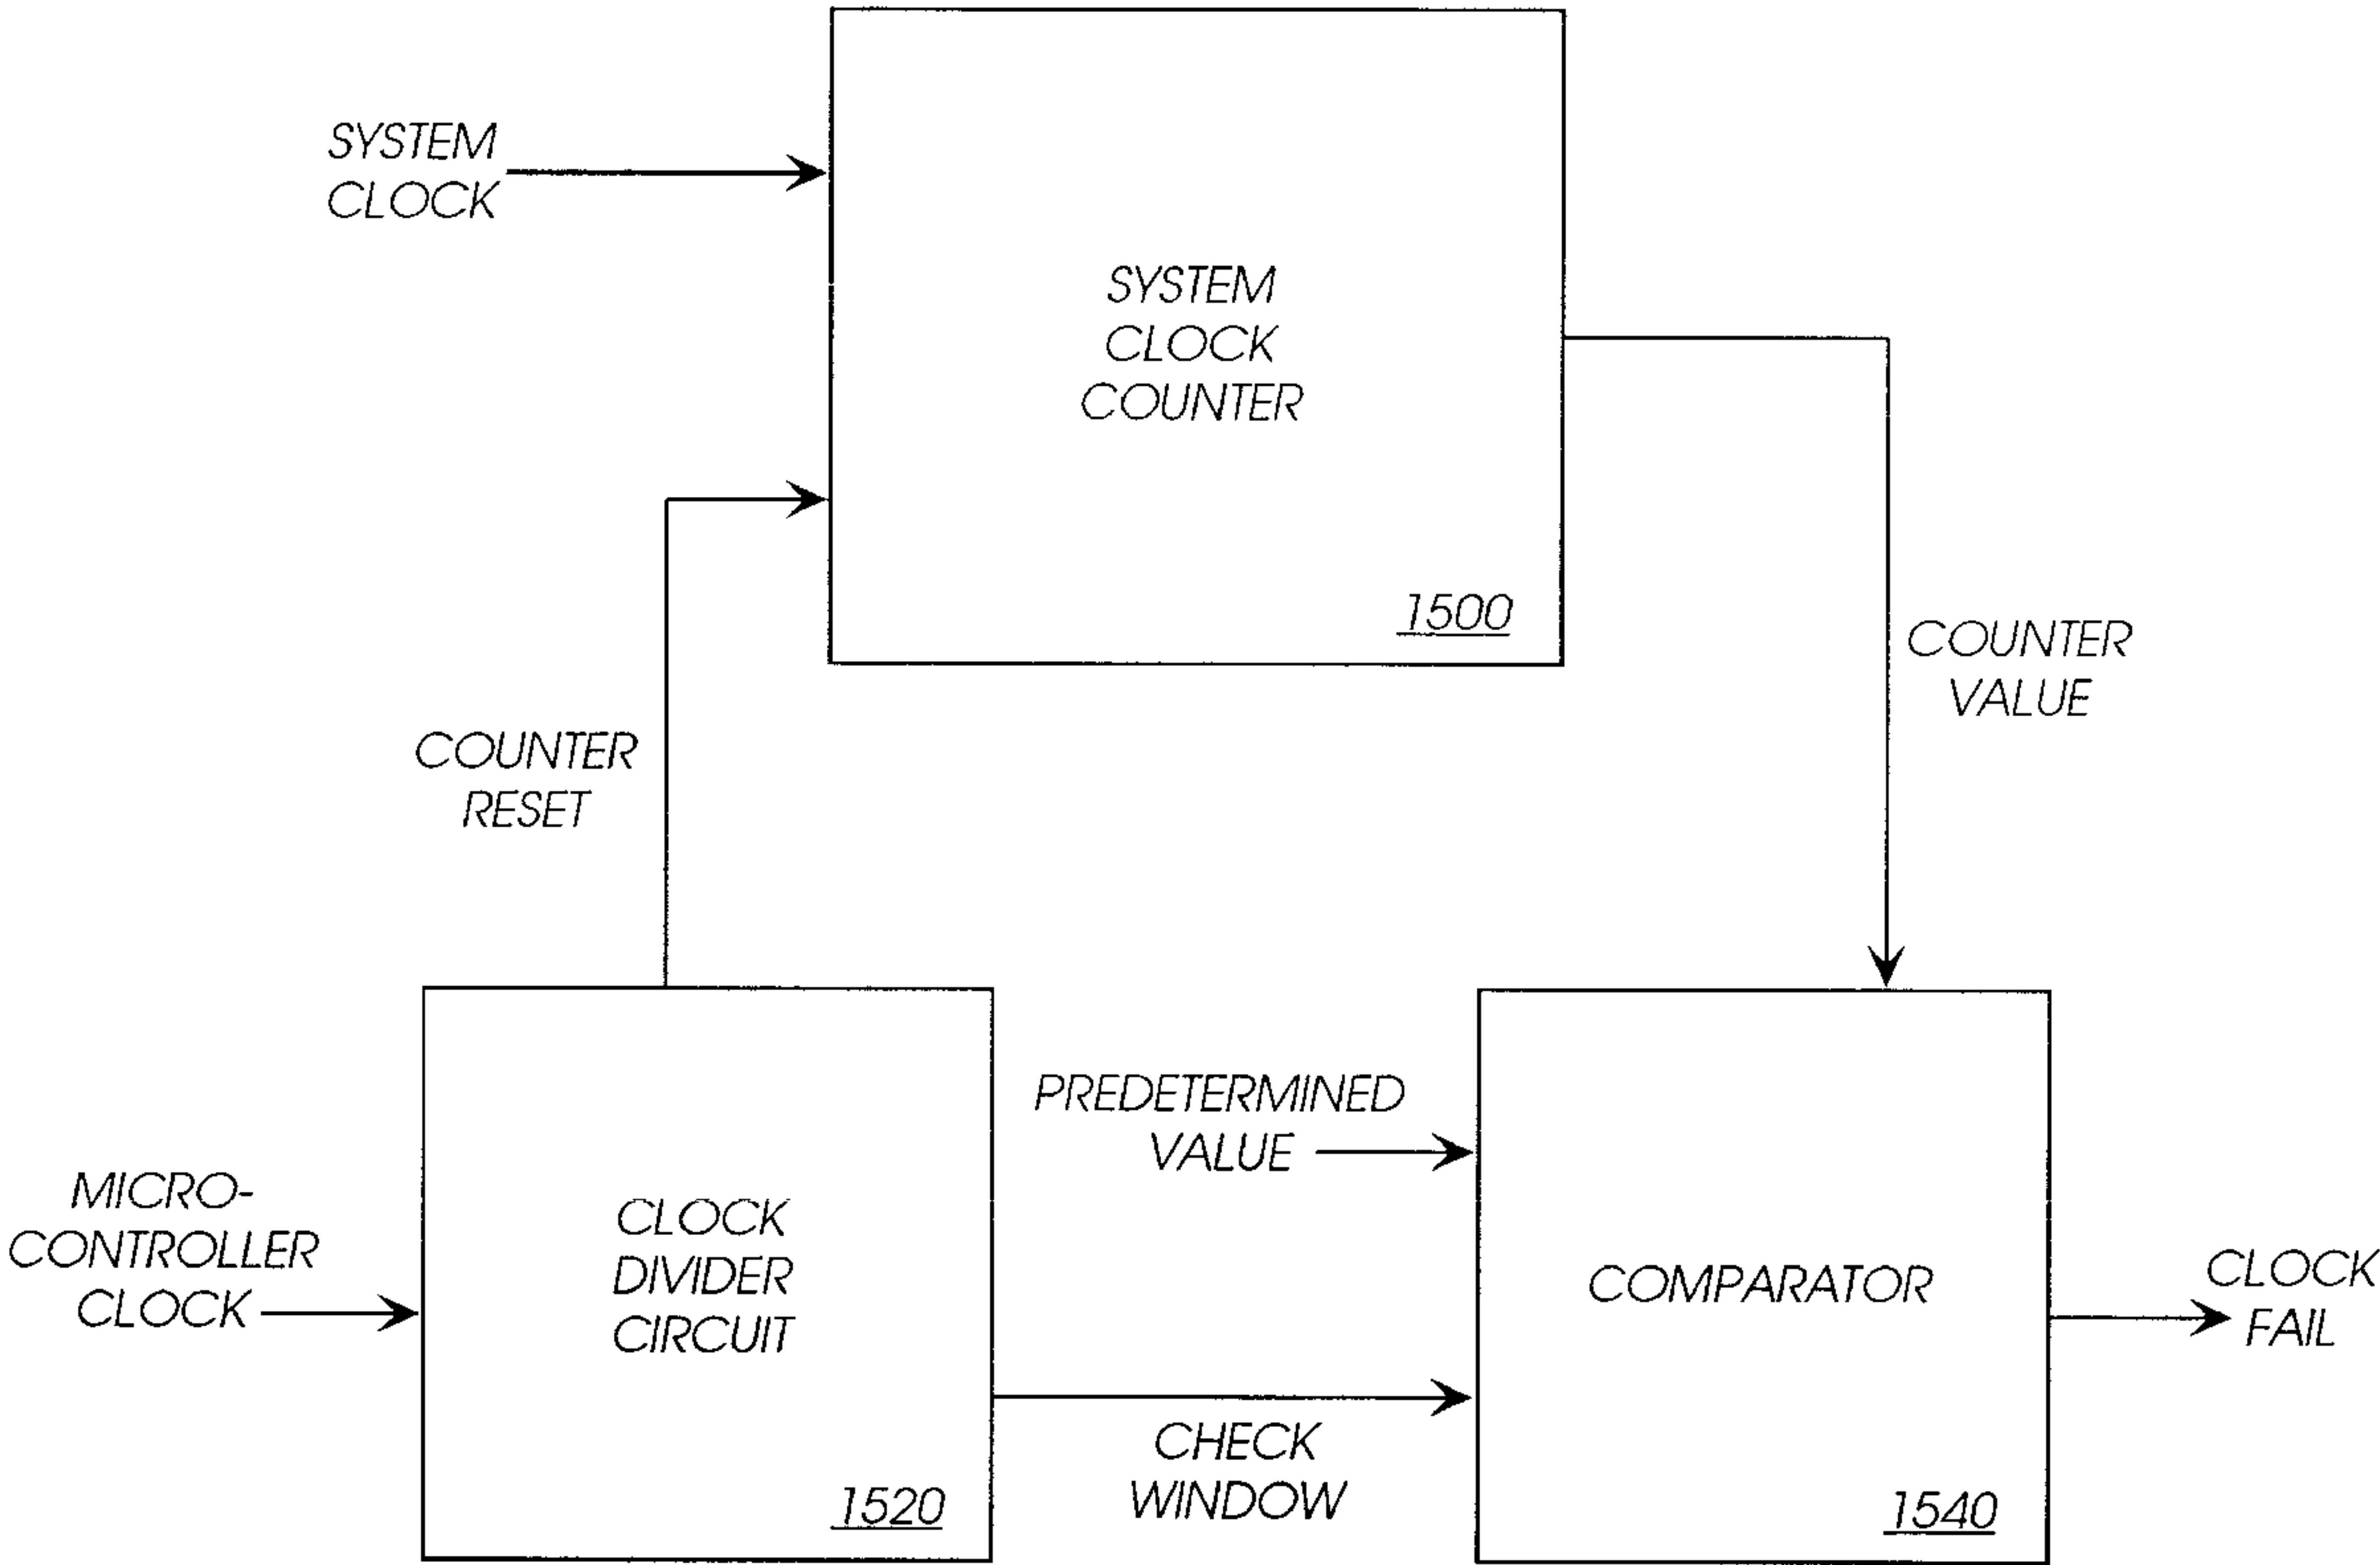 SYSTEM
CLOCK
SYSTEM
CLOCK
COUNTER
1500
COUNTER
VALUE
COUNTER
RESET
PREDETERMINED
VALUE
MICRO-
CONTROLLER
CLOCK
CLOCK
DIVIDER
CIRCUIT
COMPARATOR
CLOCK
FAIL
CHECK
WINDOW
1520
1540